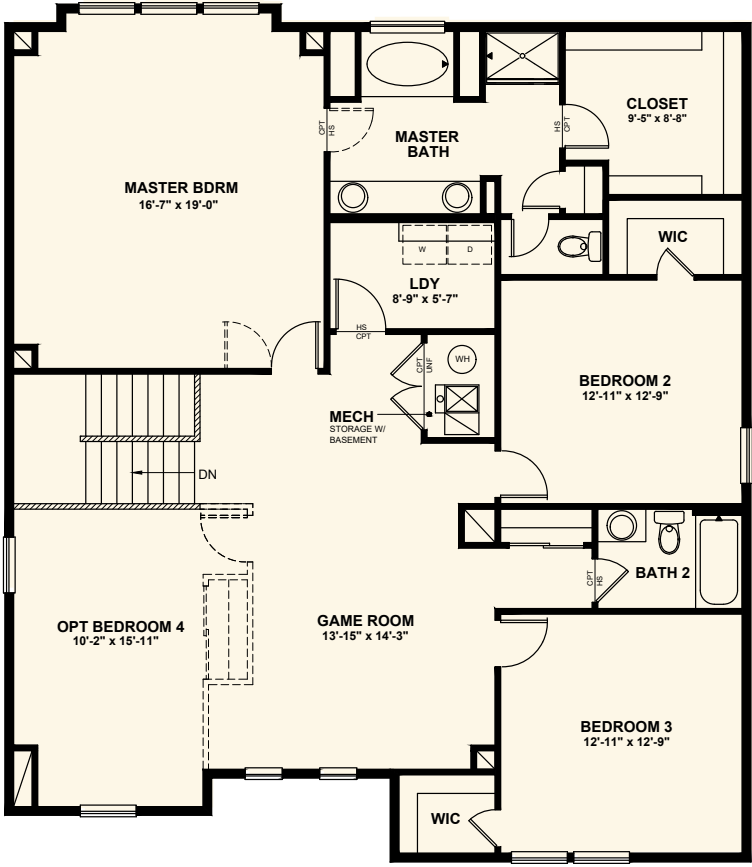 CLOSET
9'-5" x 8'-8"
CPT
HS
HS
CPT
MASTER
BATH
MASTER BDRM
16'-7" x 19'-0"
WIC
W
D
LDY
8'-9" x 5'-7"
HS
CPT
CPT
UNF
WH
BEDROOM 2
12'-11" x 12'-9"
MECH
STORAGE W/
BASEMENT
DN
CPT
HS
BATH 2
OPT BEDROOM 4
10'-2" x 15'-11"
GAME ROOM
13'-15" x 14'-3"
BEDROOM 3
12'-11" x 12'-9"
WIC